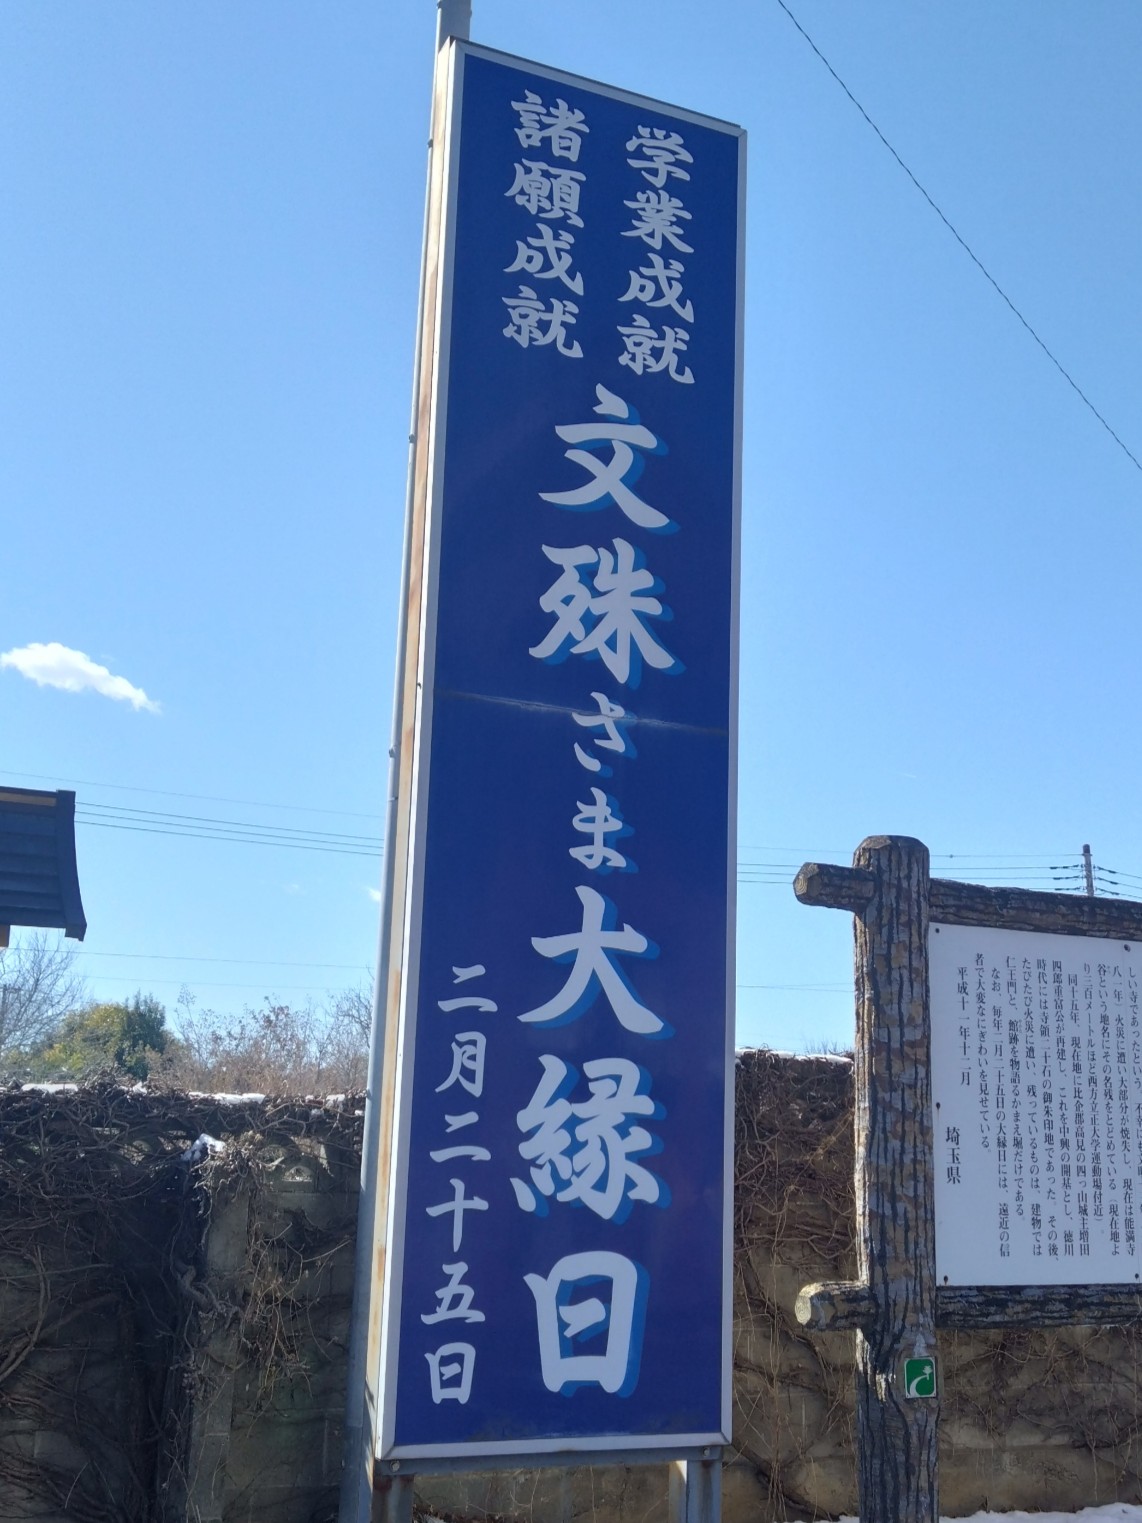 学業成就
諸願成就
文殊さま大縁日
二月二十五日
八一年、火災に遭い大部分が焼失し、現在は能満寺
谷という地名にその名残をとどめている（現在地よ
り三百メートルほど西方立正大学の運動場付近）
同十五年、現在地に比企郡高見の四つ山城主増田
四郎重富公が再建し、これを中興の開基とし、徳川
時代には寺領二十石の御朱印地であった。その後、
たびたび火災に遭い、残っているものは、建物では
仁王門と、館跡を物語るかまえ堀だけである。
なお、毎年二月二十五日の大縁日には、遠近の信
者で大変なにぎわいを見せている。
平成十一年十二月
埼玉県